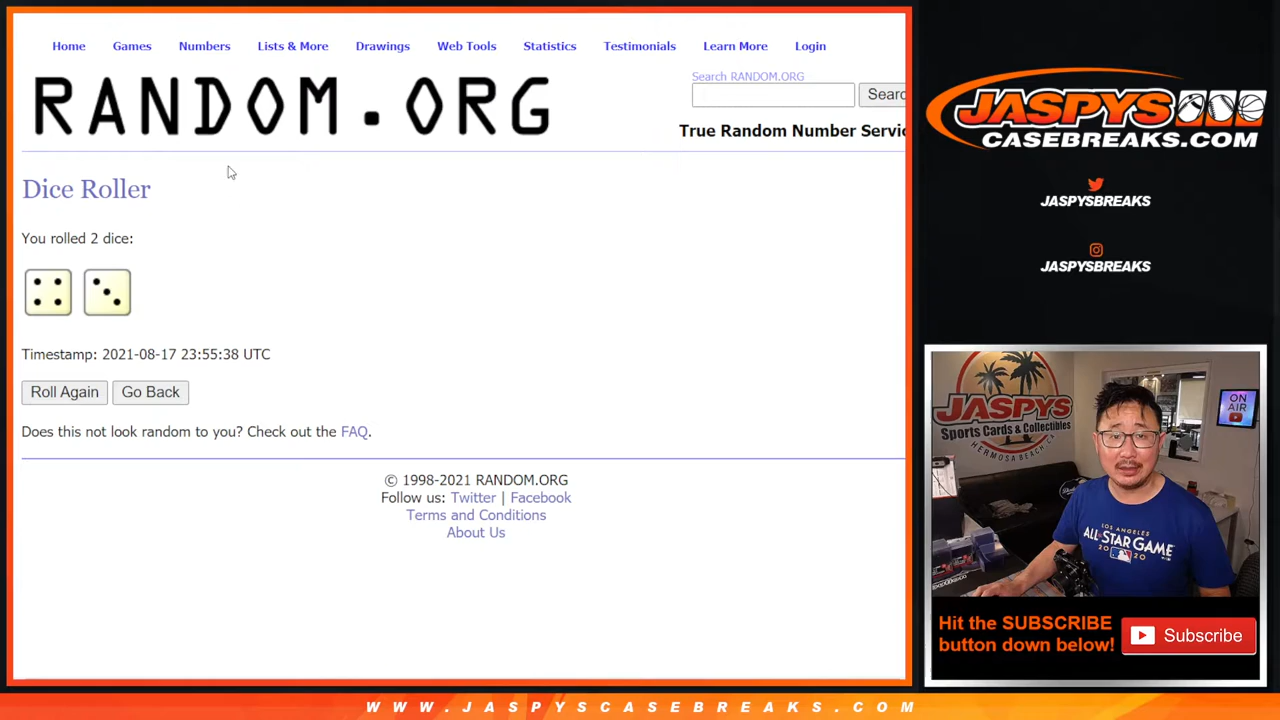 Home Games Numbers Lists & More Drawings Web Tools Statistics Testimonials Learn More Login
RANDOM.ORG
Search RANDOM.ORG
Searc
True Random Number Servic
Dice Roller
You rolled 2 dice:
Timestamp: 2021-08-17 23:55:38 UTC
Roll Again Go Back
Does this not look random to you? Check out the FAQ.
© 1998-2021 RANDOM.ORG
Follow us: Twitter | Facebook
Terms and Conditions
About Us
JASPYS
CASEBREAKS.COM
JASPYSBREAKS
JASPYSBREAKS
JASPYS
Sports Cards & Collectibles
HERMOSA BEACH, CA
ON
AIR
LOS ANGELES
ALL-STAR GAME
2020
Hit the SUBSCRIBE
button down below!
Subscribe
WWW.JASPYSCASEBREAKS.COM